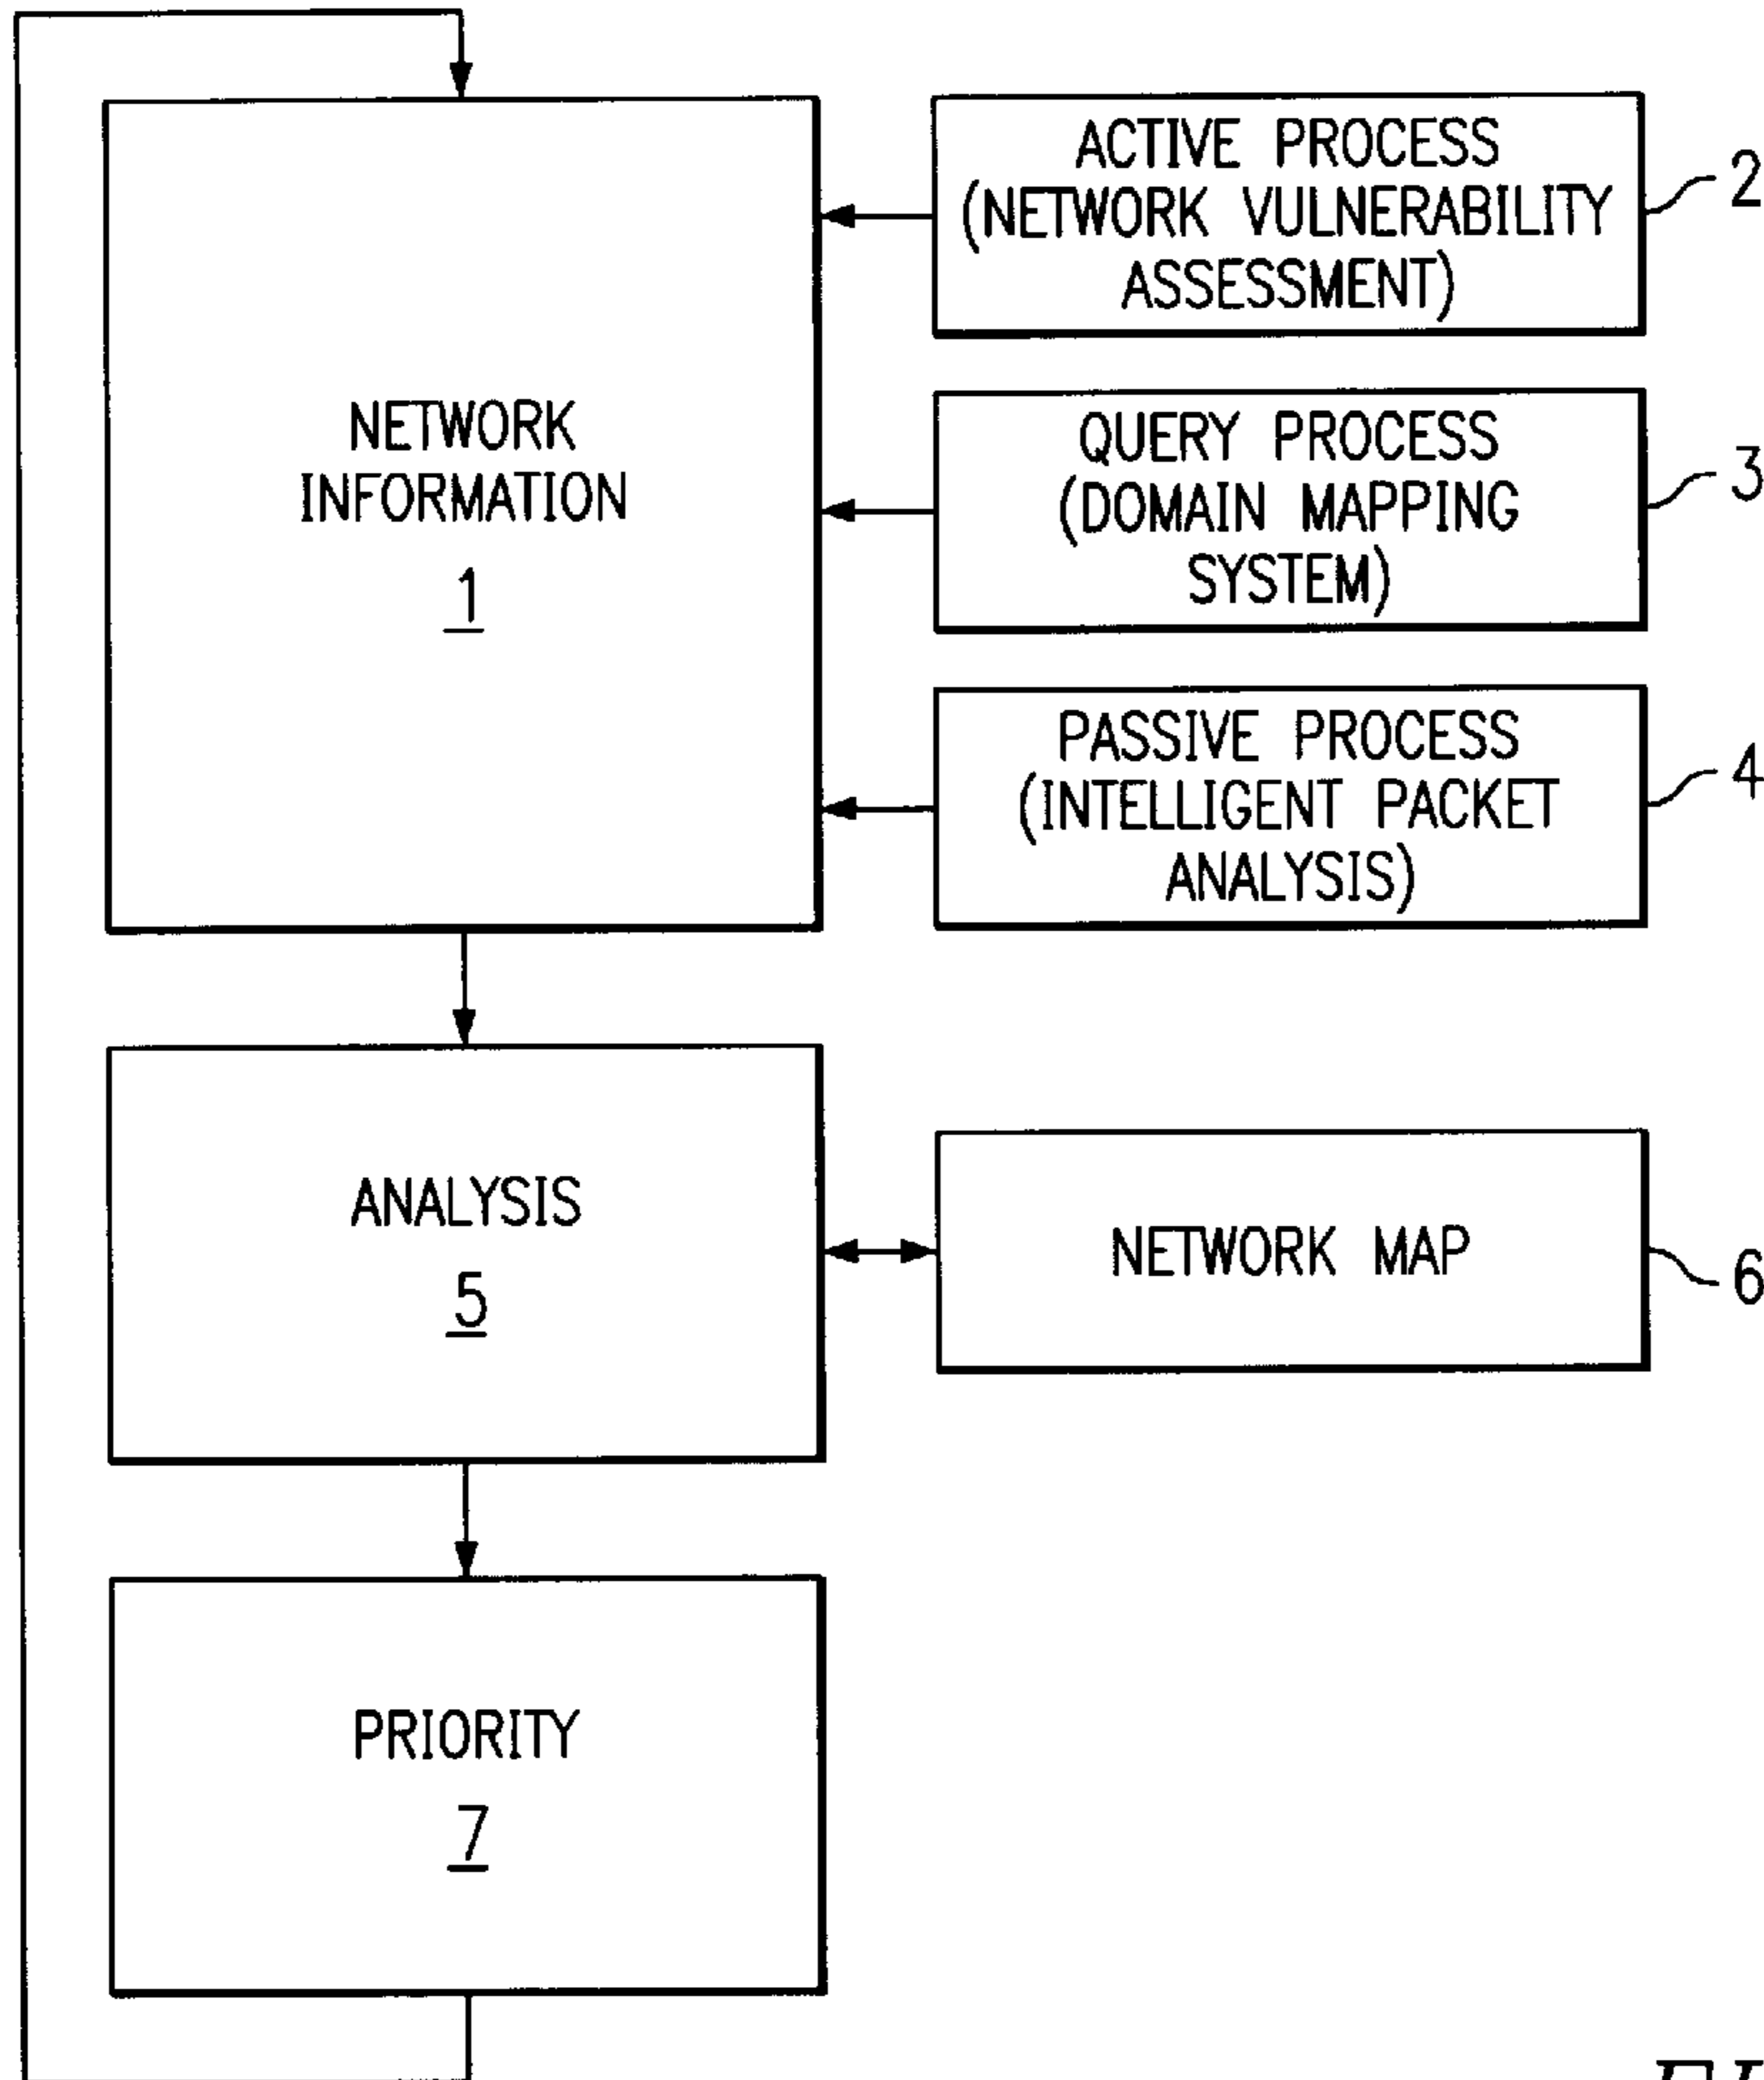 NETWORK
INFORMATION
1
ACTIVE PROCESS
(NETWORK VULNERABILITY
ASSESSMENT)
2
QUERY PROCESS
(DOMAIN MAPPING
SYSTEM)
3
PASSIVE PROCESS
(INTELLIGENT PACKET
ANALYSIS)
4
ANALYSIS
5
NETWORK MAP
6
PRIORITY
7